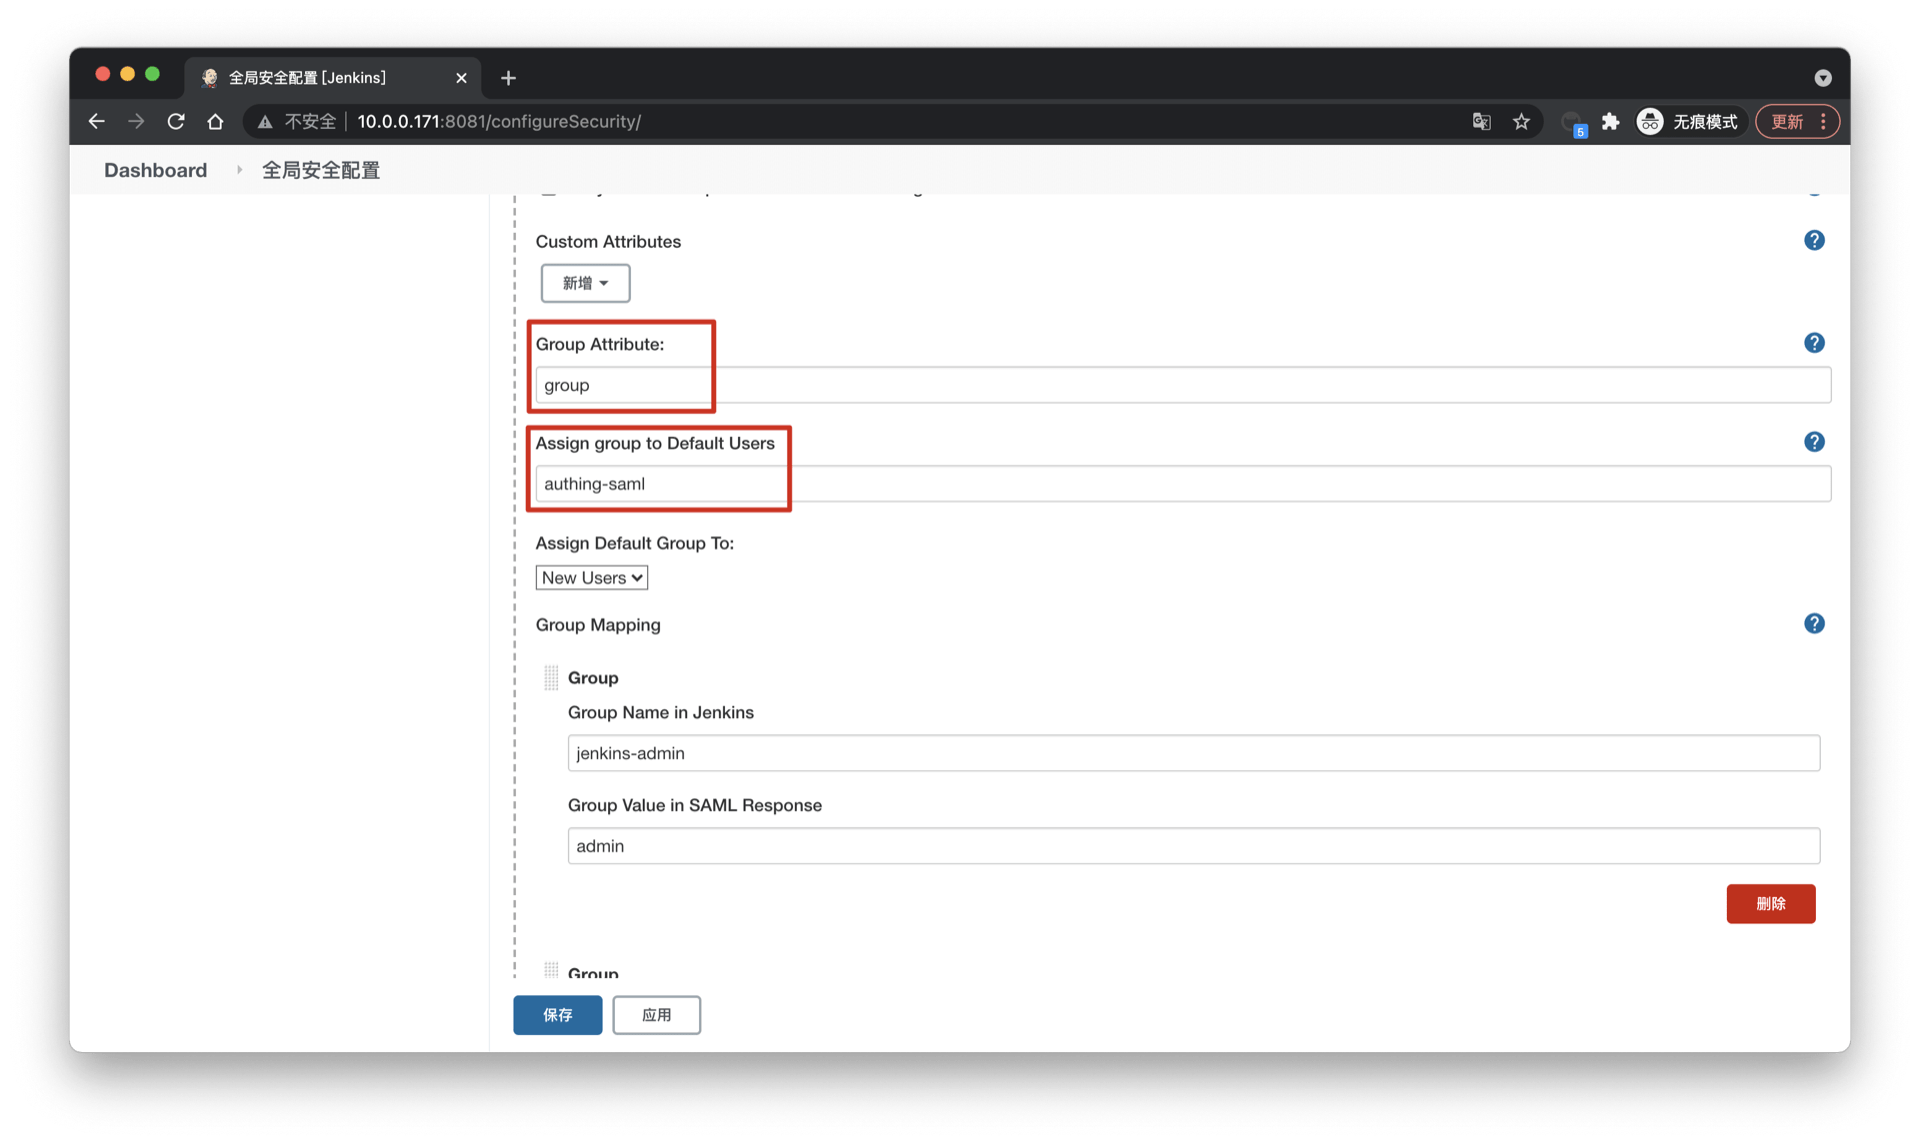 全局安全配置 [Jenkins]
不安全 10.0.0.171:8081/configureSecurity/
5
无痕模式
更新
Dashboard
全局安全配置
Custom Attributes
新增
Group Attribute:
group
Assign group to Default Users
authing-saml
Assign Default Group To:
New Users
Group Mapping
Group
Group Name in Jenkins
jenkins-admin
Group Value in SAML Response
admin
删除
Group
保存
应用